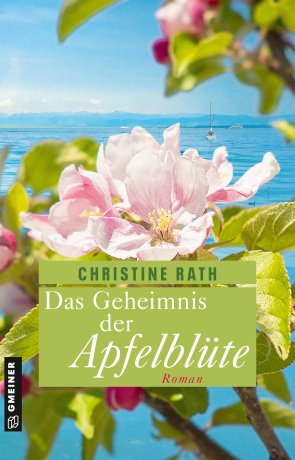 CHRISTINE RATH
Das Geheimnis
der
Apfelblüte
Roman
GMEINER